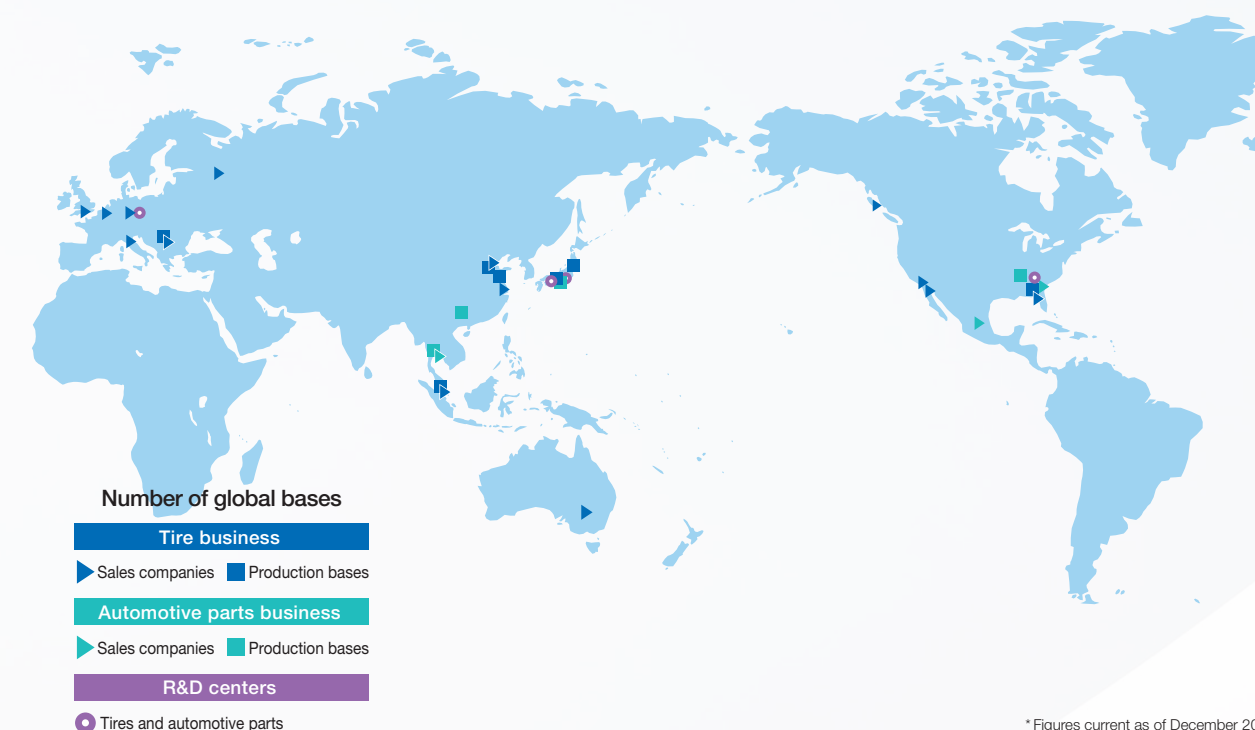 Number of global bases
Tire business
Sales companies Production bases
Automotive parts business
Sales companies Production bases
R&D centers
Tires and automotive parts
* Figures current as of December 20